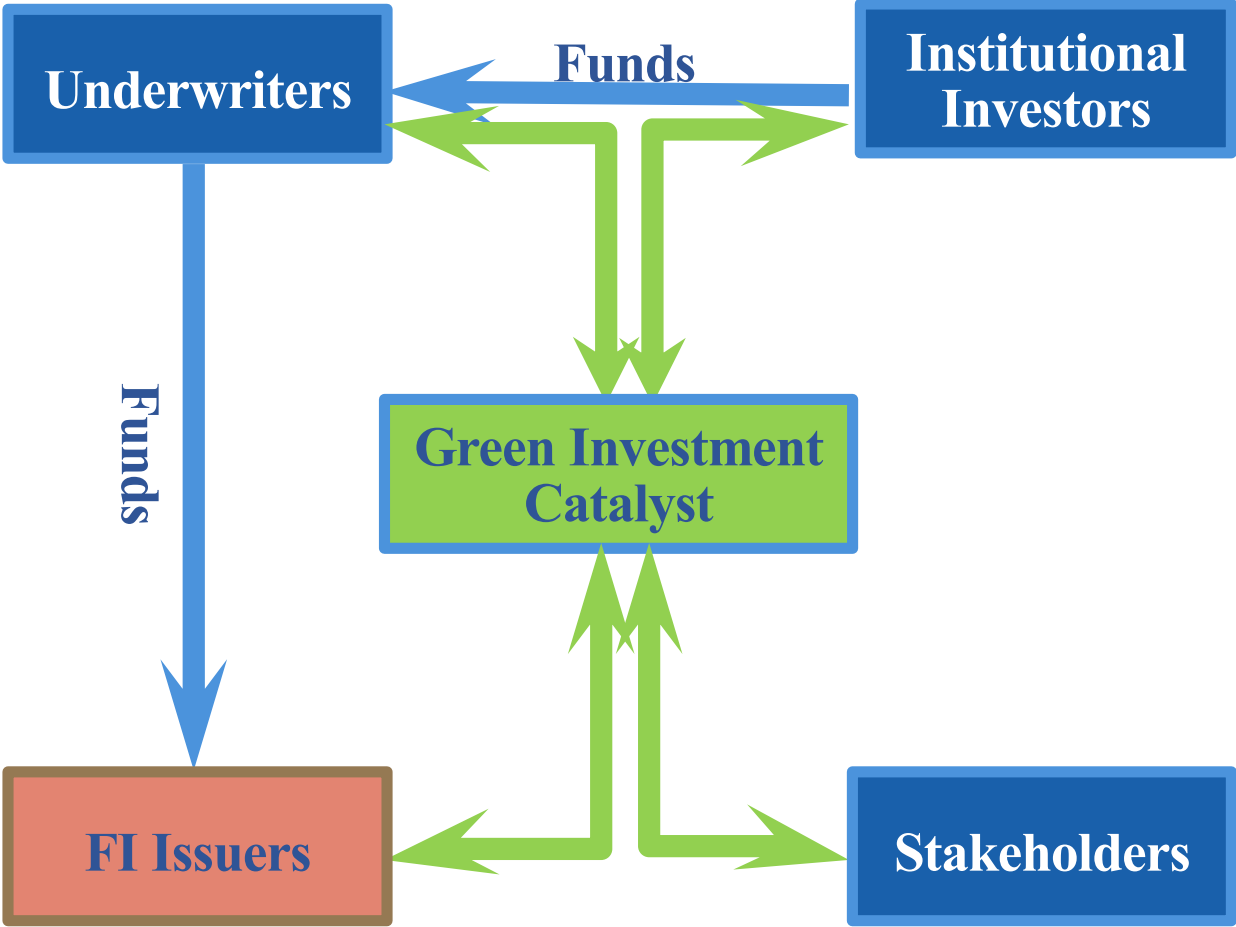 Underwriters
Funds
Institutional
Investors
Funds
Green Investment
Catalyst
FI Issuers
Stakeholders